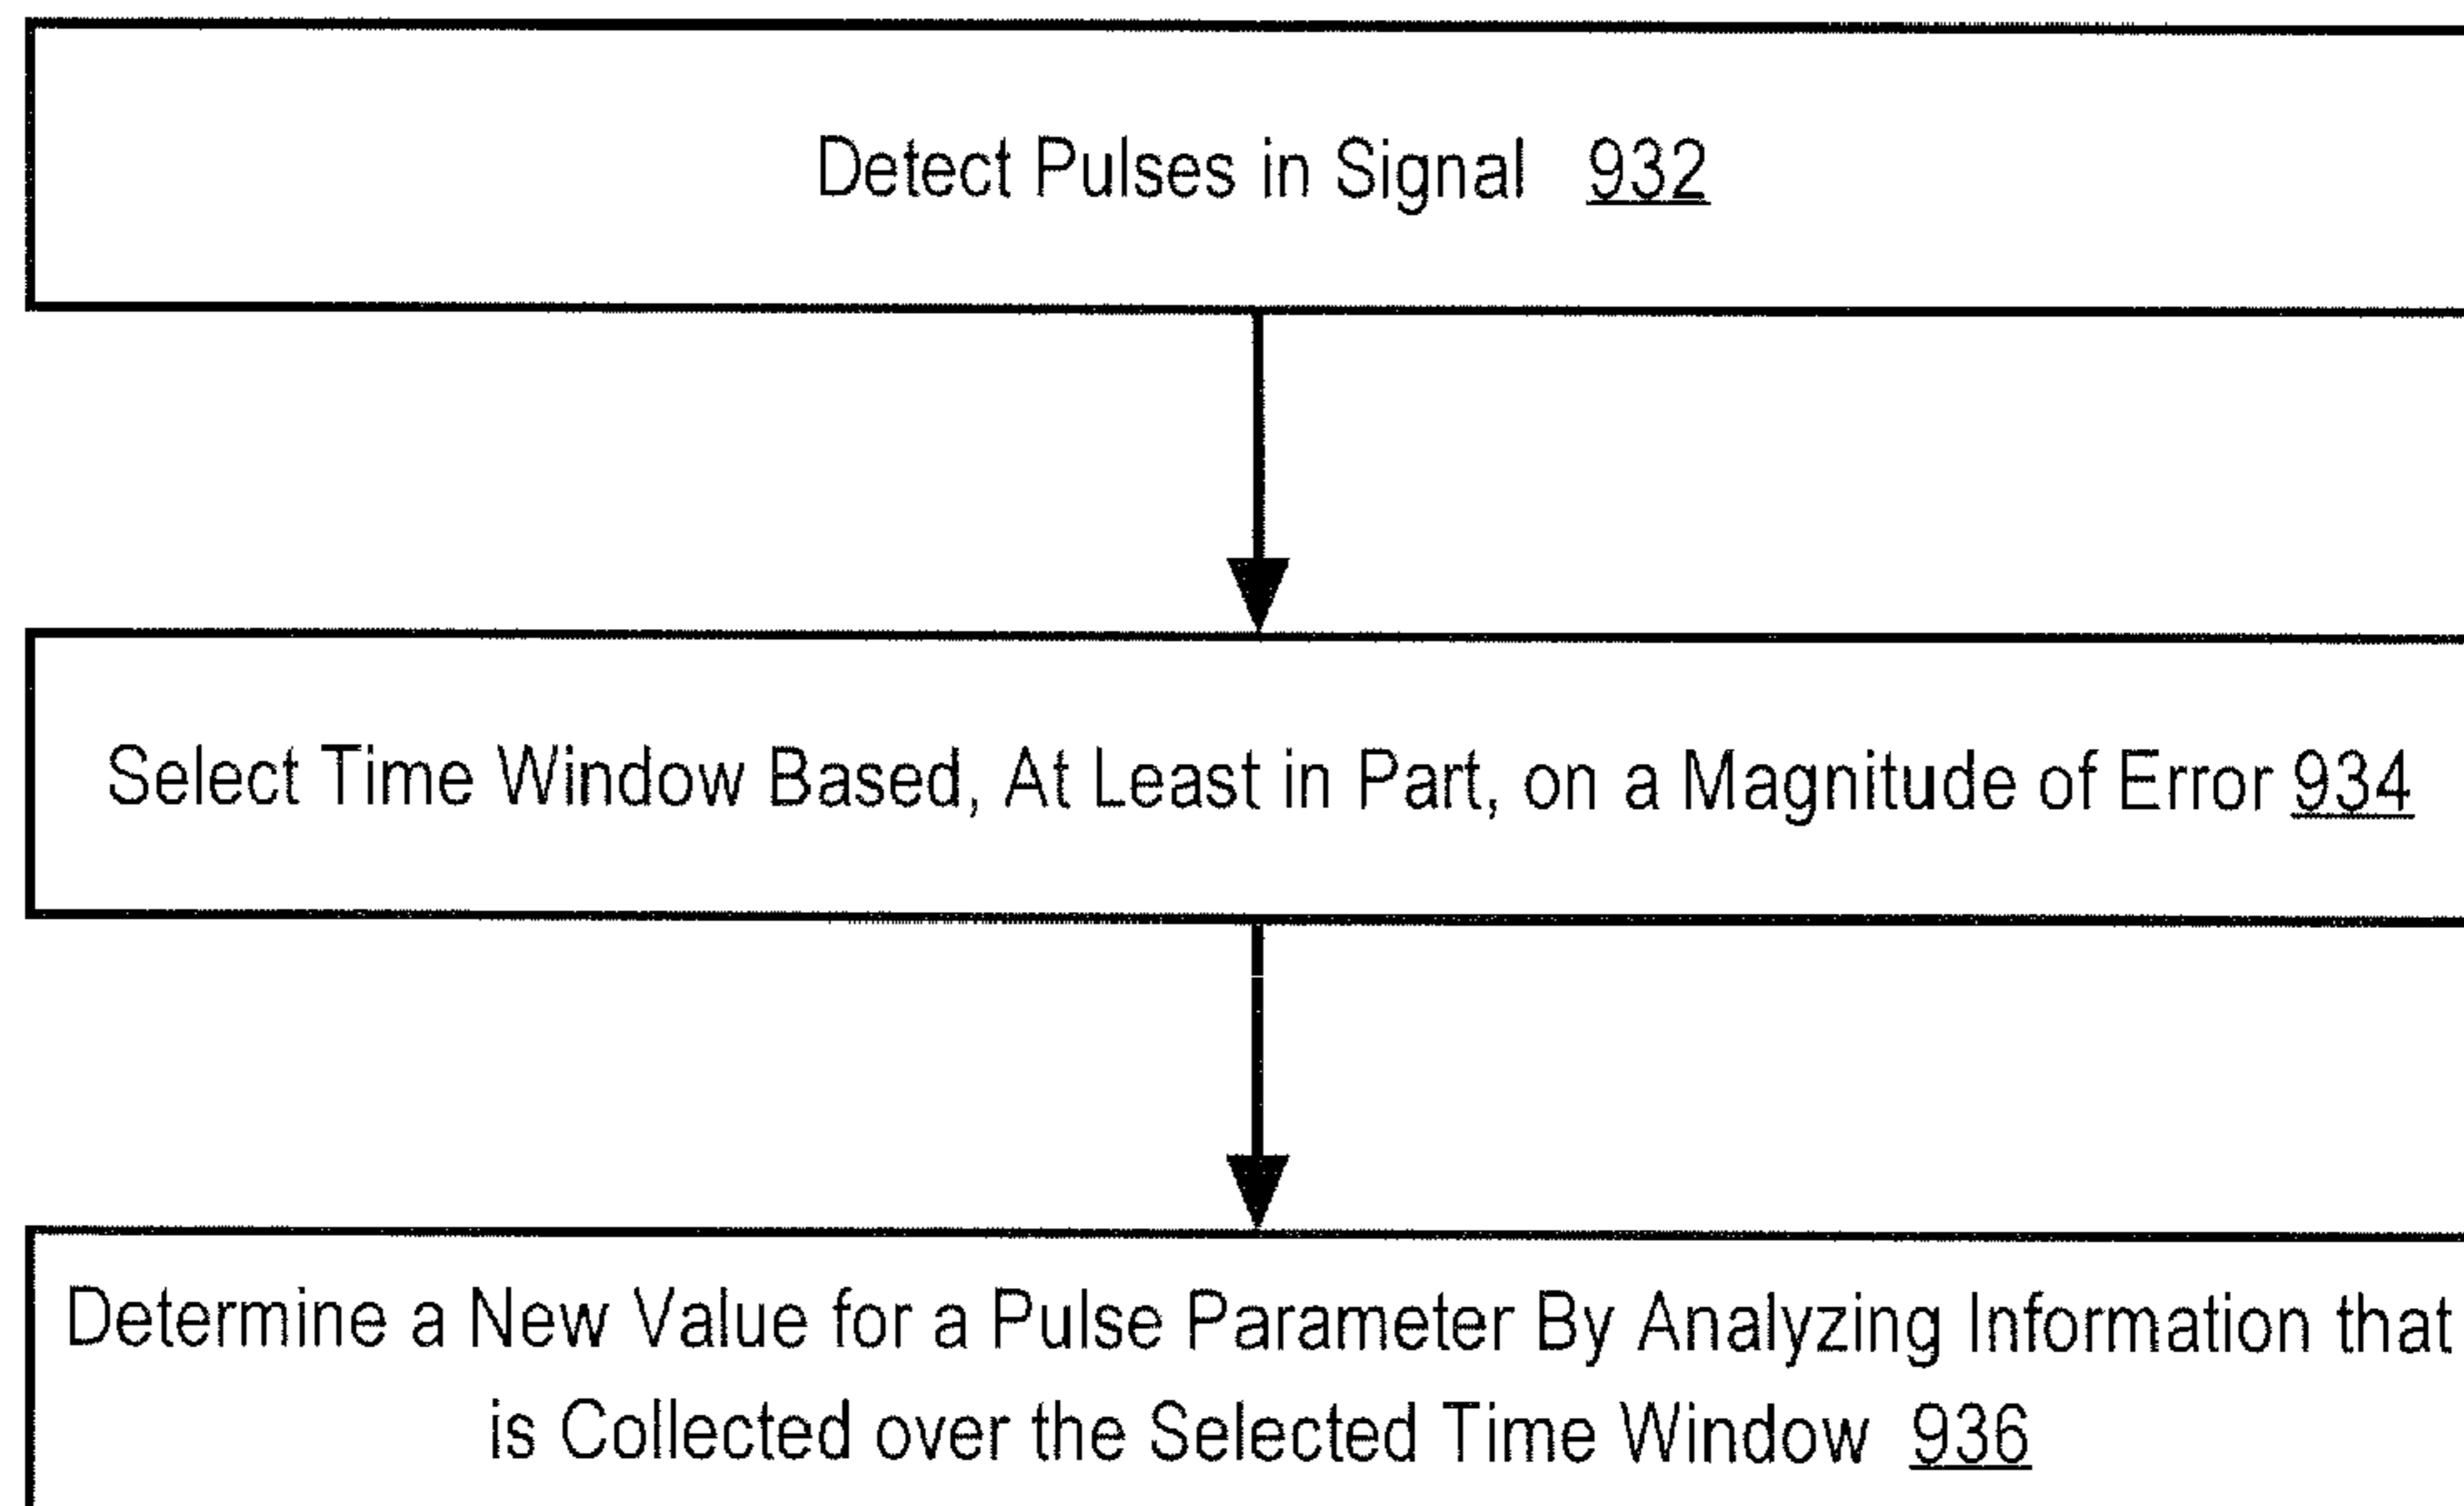 Detect Pulses in Signal 932
Select Time Window Based, At Least in Part, on a Magnitude of Error 934
Determine a New Value for a Pulse Parameter By Analyzing Information that
is Collected over the Selected Time Window 936